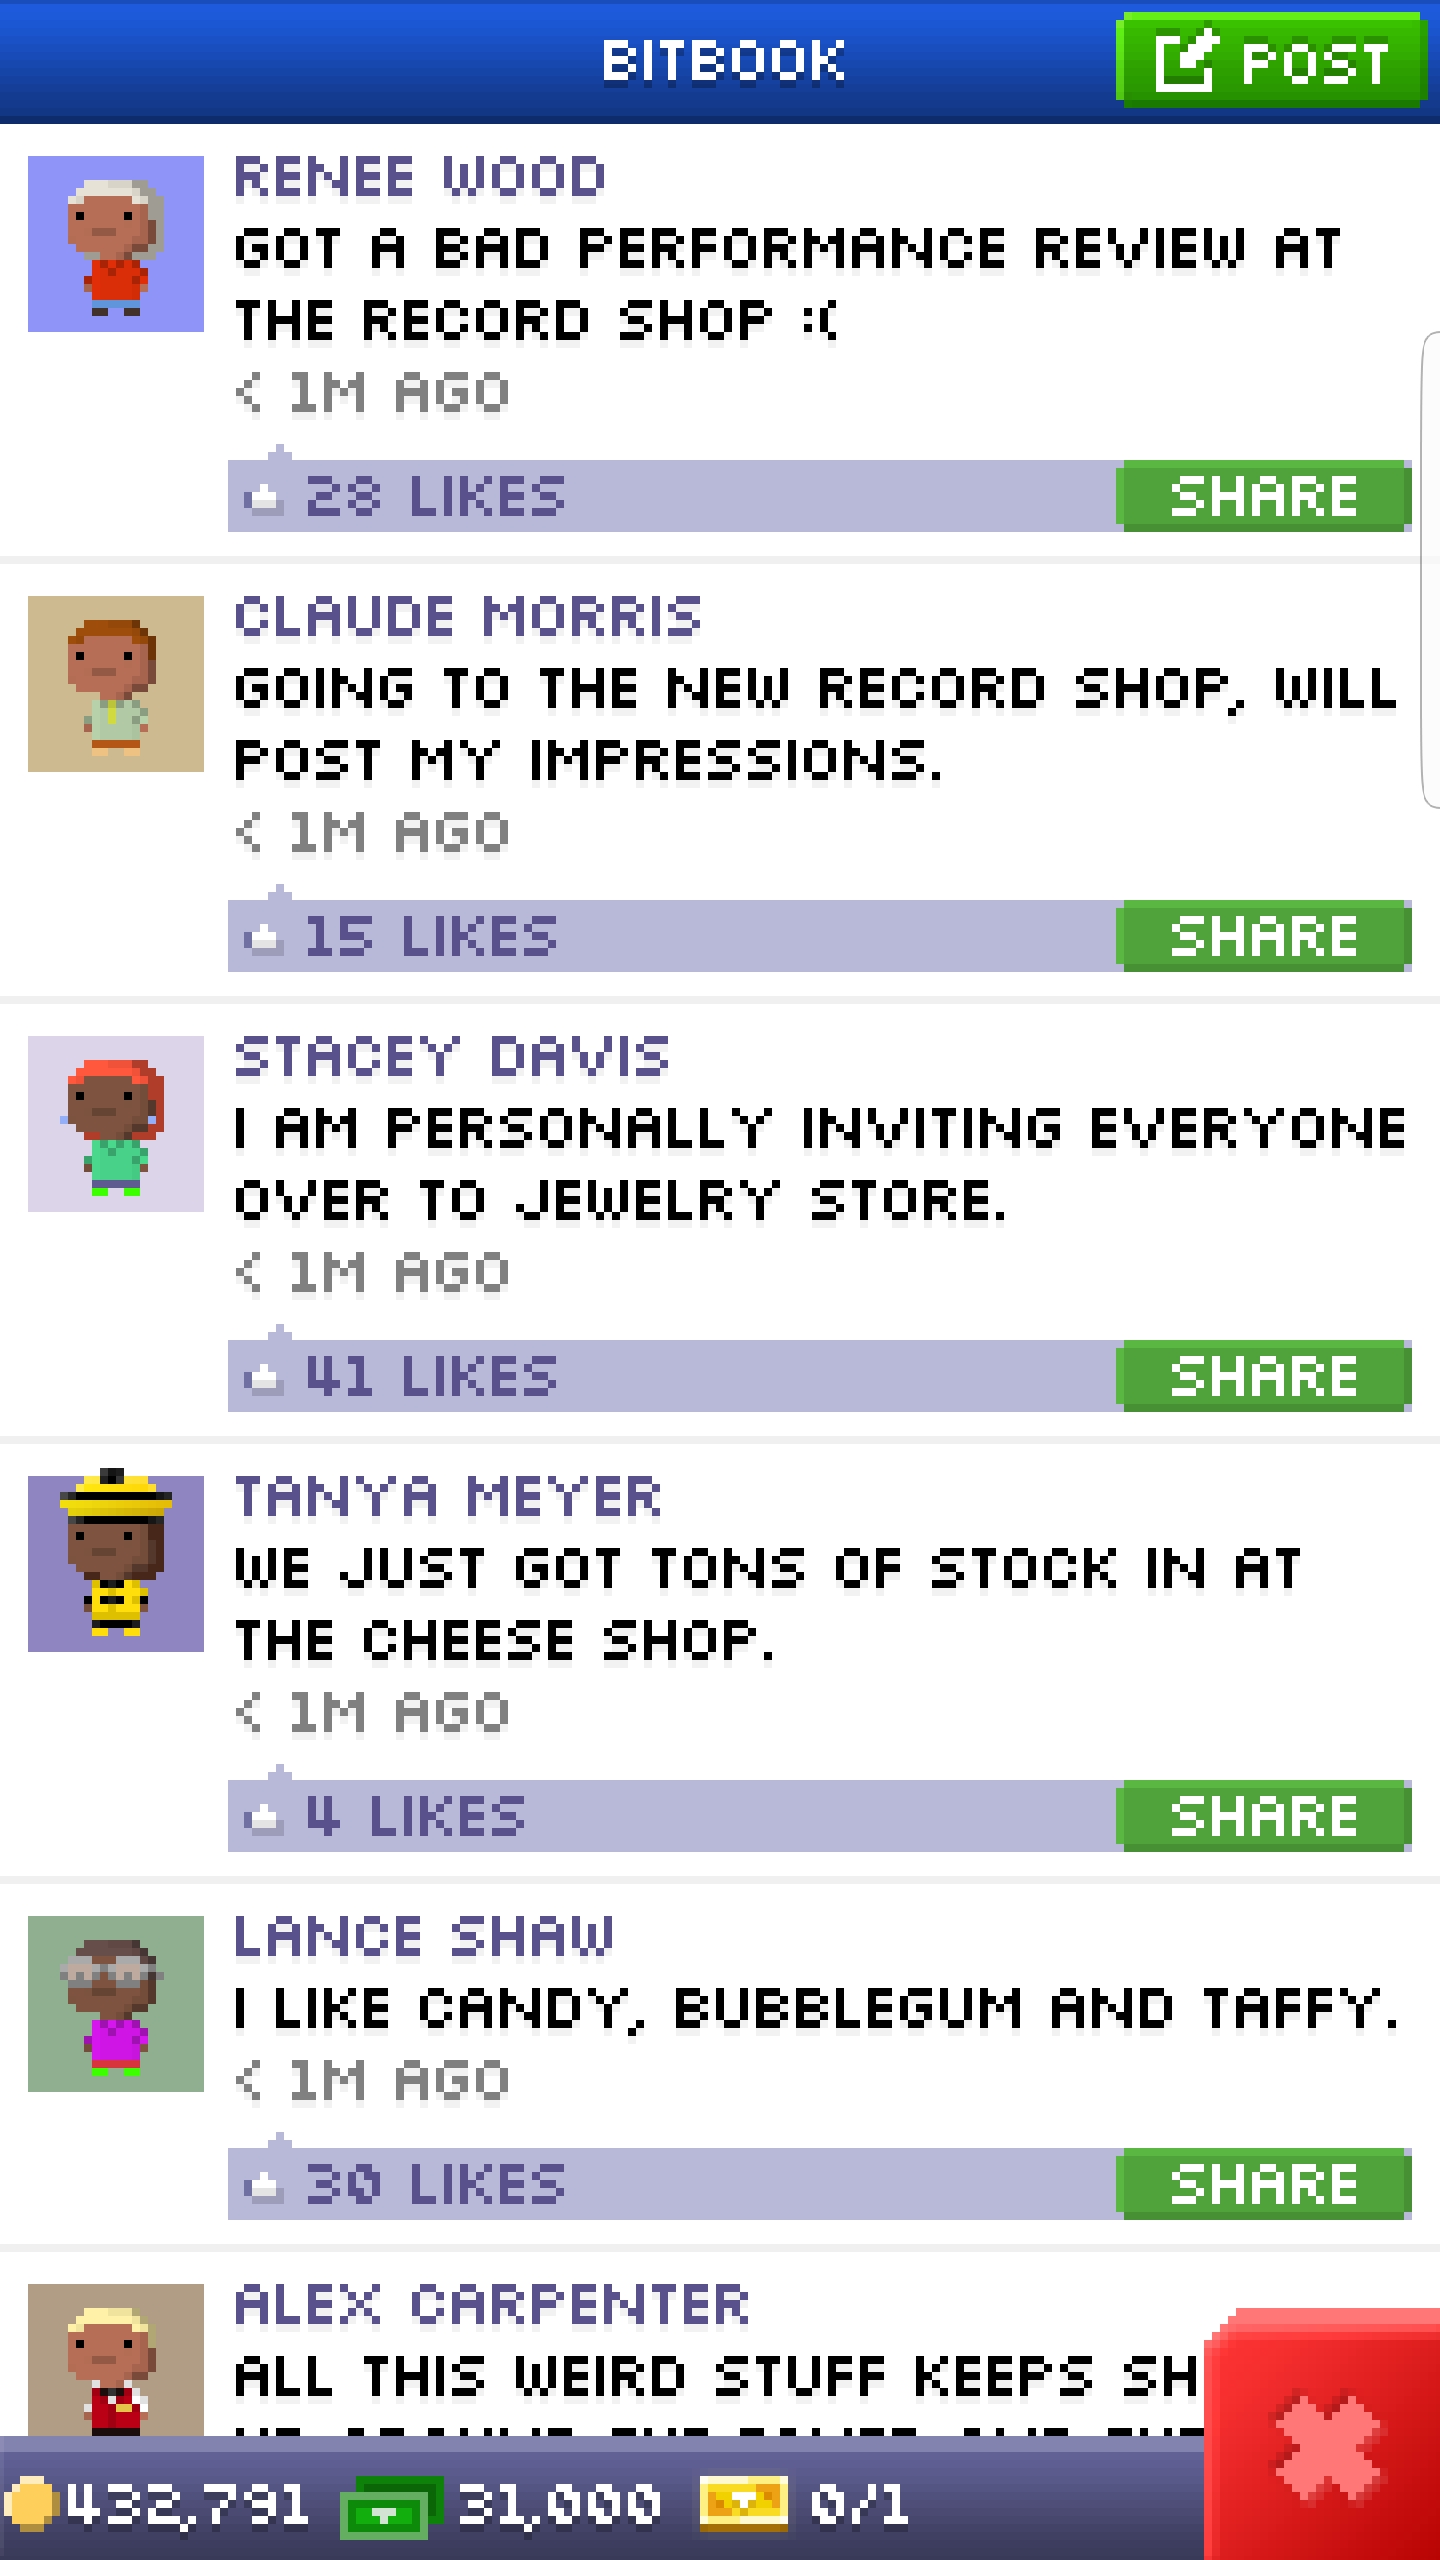 BITBOOK
POST
RENEE WOOD
GOT A BAD PERFORMANCE REVIEW AT
THE RECORD SHOP :(
< 1M AGO
28 LIKES
SHARE
CLAUDE MORRIS
GOING TO THE NEW RECORD SHOP, WILL
POST MY IMPRESSIONS.
< 1M AGO
15 LIKES
SHARE
STACEY DAVIS
I AM PERSONALLY INVITING EVERYONE
OVER TO JEWELRY STORE.
< 1M AGO
41 LIKES
SHARE
TANYA MEYER
WE JUST GOT TONS OF STOCK IN AT
THE CHEESE SHOP.
< 1M AGO
4 LIKES
SHARE
LANCE SHAW
I LIKE CANDY, BUBBLEGUM AND TAFFY.
< 1M AGO
30 LIKES
SHARE
ALEX CARPENTER
ALL THIS WEIRD STUFF KEEPS SH
432,791
31,000
0/1